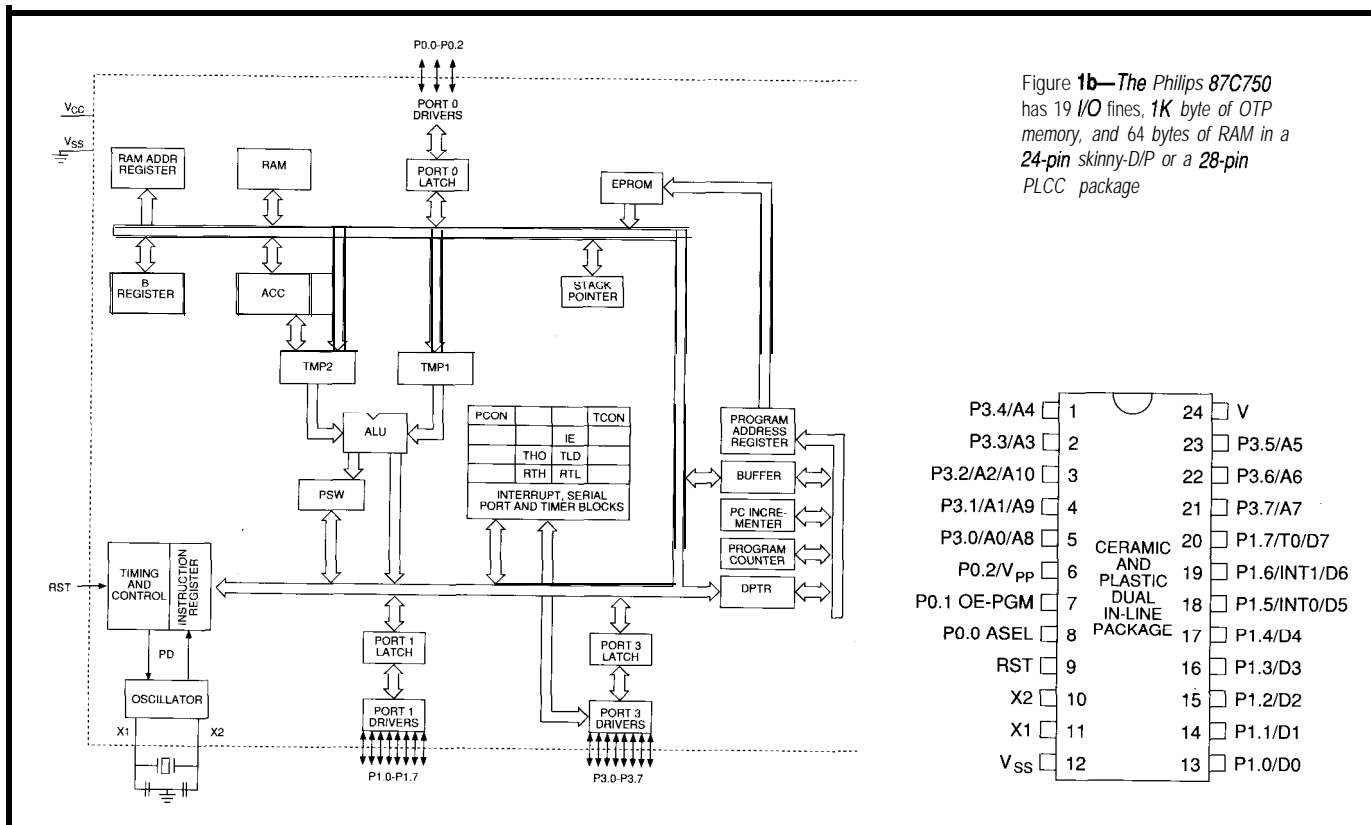 P0.0-P0.2
VCC
VSS
PORT 0
DRIVERS
RAM ADDR
REGISTER
RAM
PORT 0
LATCH
EPROM
B
REGISTER
ACC
STACK
POINTER
TMP2
TMP1
ALU
PSW
PCON
TCON
IE
THO
TLD
RTH
RTL
INTERRUPT, SERIAL
PORT AND TIMER BLOCKS
PROGRAM
ADDRESS
REGISTER
BUFFER
PC INCRE-
MENTER
PROGRAM
COUNTER
DPTR
RST
TIMING
AND
CONTROL
INSTRUCTION
REGISTER
PD
OSCILLATOR
X1
X2
PORT 1
LATCH
PORT 3
LATCH
PORT 1
DRIVERS
PORT 3
DRIVERS
P1.0-P1.7
P3.0-P3.7
Figure 1b—The Philips 87C750
has 19 I/O fines, 1K byte of OTP
memory, and 64 bytes of RAM in a
24-pin skinny-D/P or a 28-pin
PLCC package
P3.4/A4 1 24 V
P3.3/A3 2 23 P3.5/A5
P3.2/A2/A10 3 22 P3.6/A6
P3.1/A1/A9 4 21 P3.7/A7
P3.0/A0/A8 5 20 P1.7/T0/D7
P0.2/VPP 6 19 P1.6/INT1/D6
P0.1 OE-PGM 7 18 P1.5/INT0/D5
P0.0 ASEL 8 17 P1.4/D4
RST 9 16 P1.3/D3
X2 10 15 P1.2/D2
X1 11 14 P1.1/D1
VSS 12 13 P1.0/D0
CERAMIC
AND
PLASTIC
DUAL
IN-LINE
PACKAGE